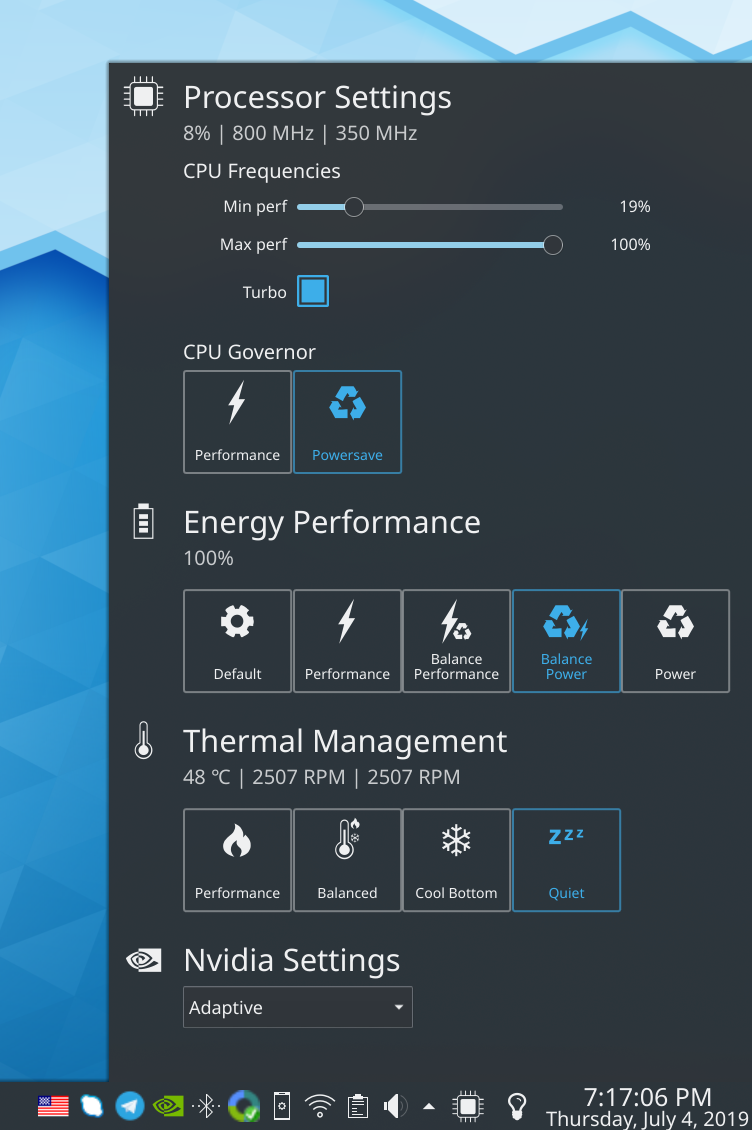 Processor Settings
8% | 800 MHz | 350 MHz
CPU Frequencies
Min perf 19%
Max perf 100%
Turbo
CPU Governor
Performance Powersave
Energy Performance
100%
Default Performance Balance Performance Balance Power Power
Thermal Management
48 ℃ | 2507 RPM | 2507 RPM
Performance Balanced Cool Bottom Quiet
zzz
Nvidia Settings
Adaptive
7:17:06 PM
Thursday, July 4, 2019